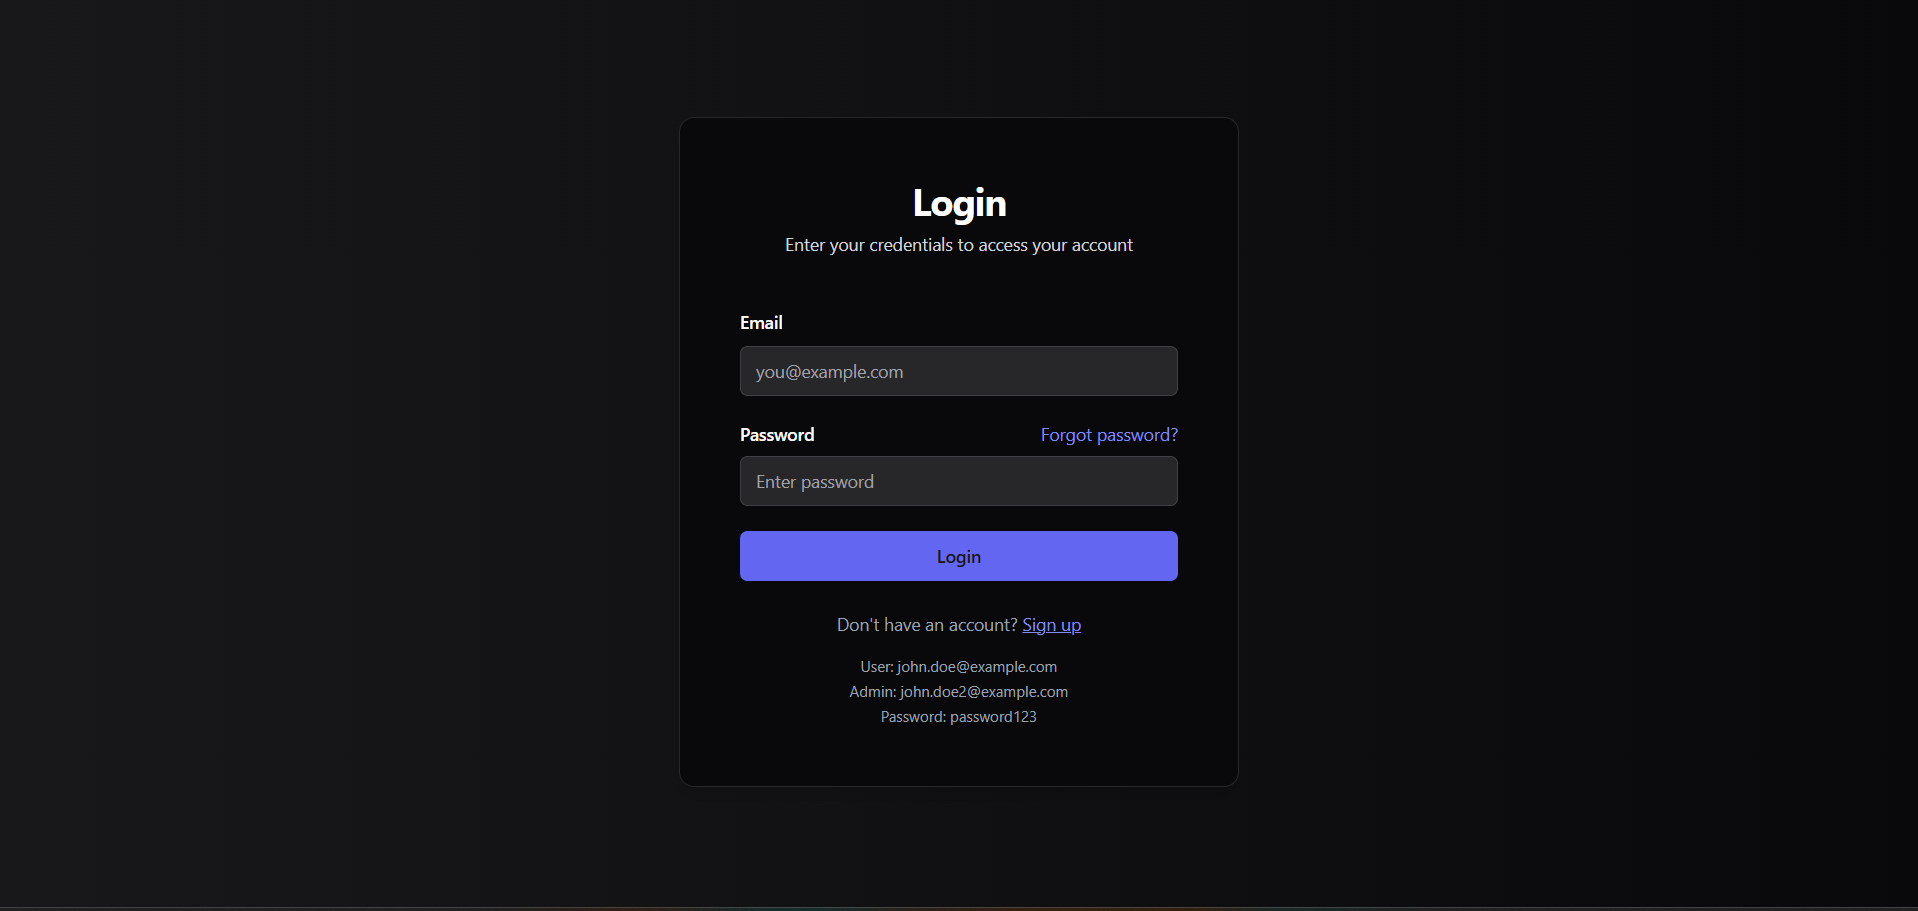 Login
Enter your credentials to access your account
Email
you@example.com
Password Forgot password?
Enter password
Login
Don't have an account? Sign up
User: john.doe@example.com
Admin: john.doe2@example.com
Password: password123